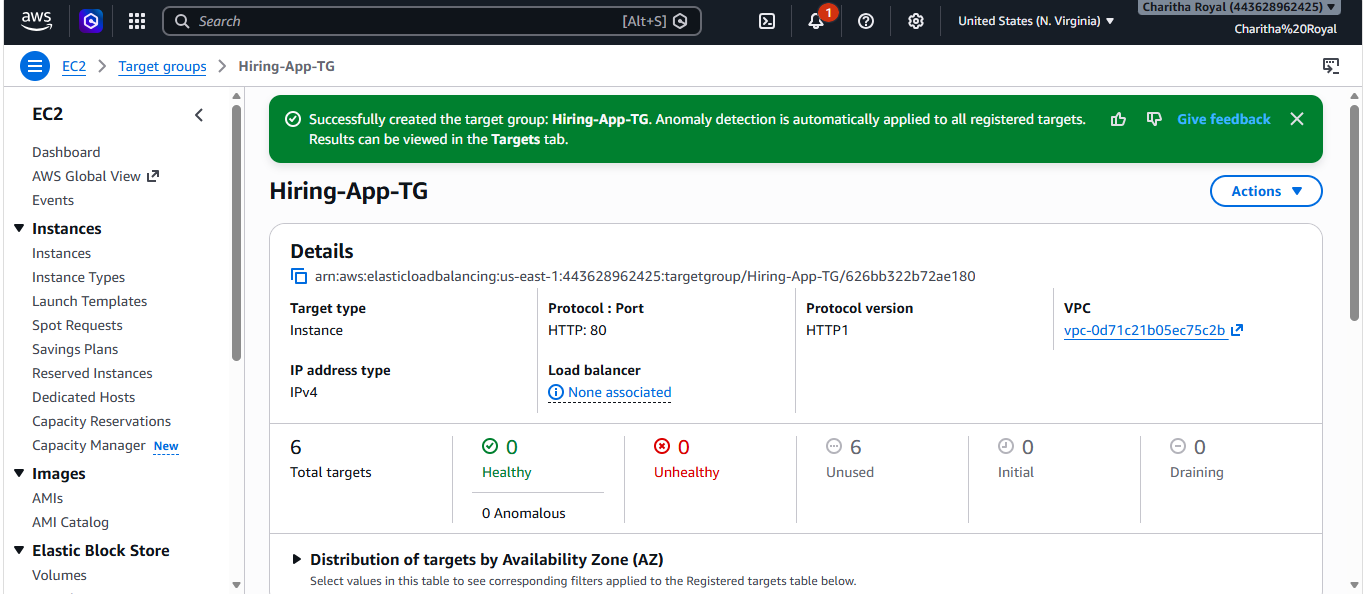 aws
Search [Alt+S]
1
United States (N. Virginia)
Charitha Royal (443628962425)
Charitha%20Royal
EC2 > Target groups > Hiring-App-TG
EC2
Dashboard
AWS Global View
Events
Instances
Instances
Instance Types
Launch Templates
Spot Requests
Savings Plans
Reserved Instances
Dedicated Hosts
Capacity Reservations
Capacity Manager New
Images
AMIs
AMI Catalog
Elastic Block Store
Volumes
Successfully created the target group: Hiring-App-TG. Anomaly detection is automatically applied to all registered targets.
Results can be viewed in the Targets tab.
Give feedback
Hiring-App-TG
Actions
Details
arn:aws:elasticloadbalancing:us-east-1:443628962425:targetgroup/Hiring-App-TG/626bb322b72ae180
Target type
Instance
Protocol : Port
HTTP: 80
Protocol version
HTTP1
VPC
vpc-0d71c21b05ec75c2b
IP address type
IPv4
Load balancer
None associated
6
Total targets
0
Healthy
0 Anomalous
0
Unhealthy
6
Unused
0
Initial
0
Draining
Distribution of targets by Availability Zone (AZ)
Select values in this table to see corresponding filters applied to the Registered targets table below.